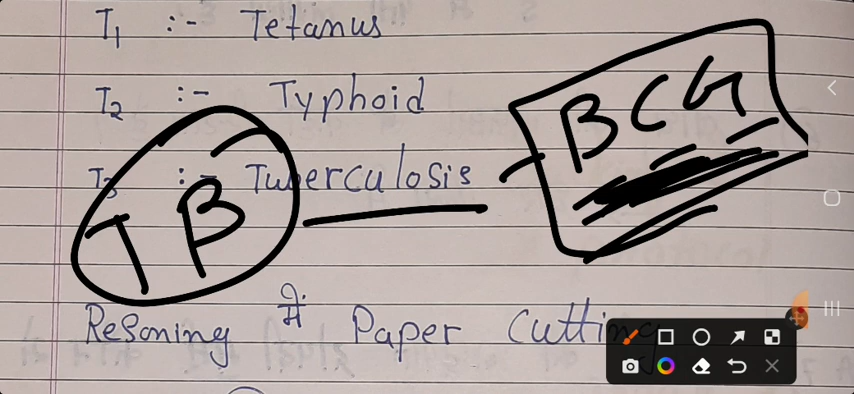 T1 :- Tetanus
T2 :- Typhoid
T3 :- Tuberculosis - BCG
TB
Resoning में Paper Cutting